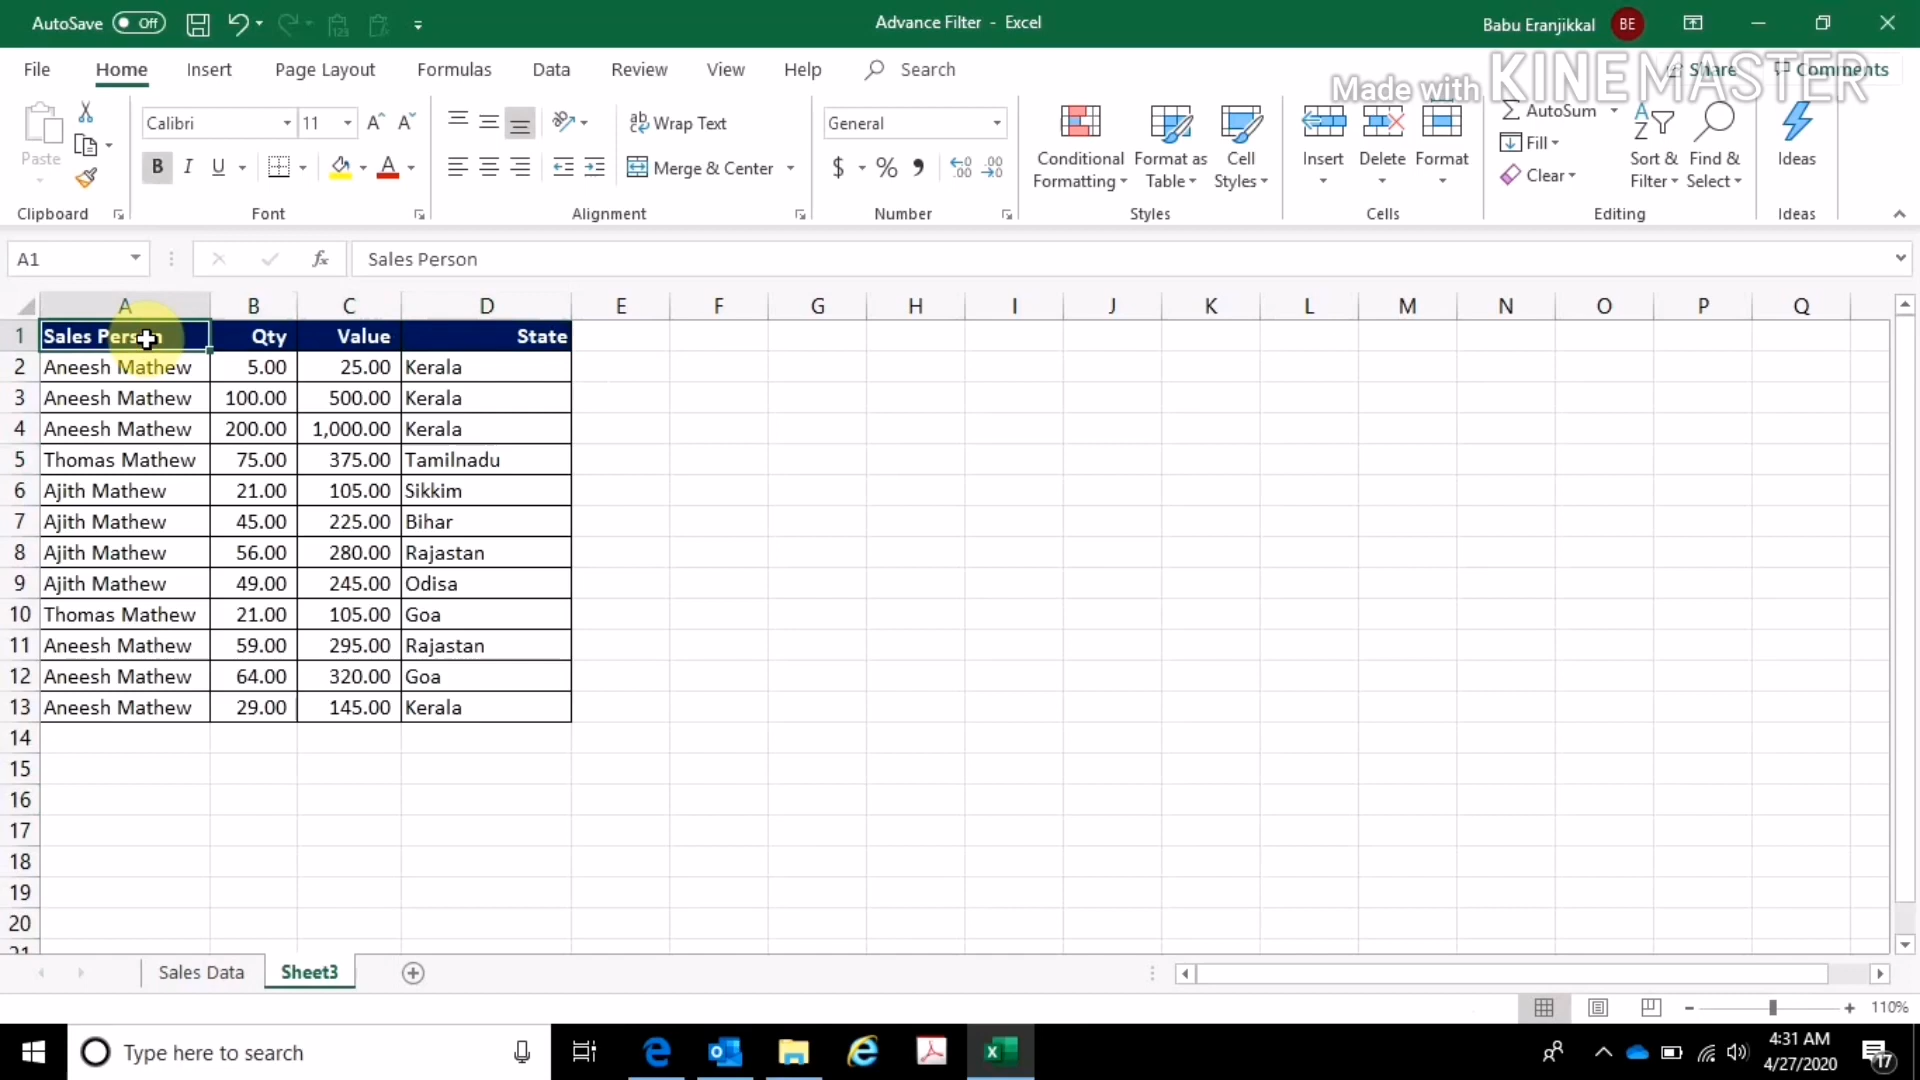 AutoSave Off Advance Filter - Excel Babu Eranjikkal BE
File Home Insert Page Layout Formulas Data Review View Help Search Share Comments
Made with KINEMASTER
Paste Calibri 11 Wrap Text General Conditional Formatting Format as Table Cell Styles Insert Delete Format AutoSum Fill Clear Sort & Filter Find & Select Ideas
B I U A Merge & Center $ % ,
Clipboard Font Alignment Number Styles Cells Editing Ideas
A1 fx Sales Person
A B C D E F G H I J K L M N O P Q
1 Sales Person Qty Value State
2 Aneesh Mathew 5.00 25.00 Kerala
3 Aneesh Mathew 100.00 500.00 Kerala
4 Aneesh Mathew 200.00 1,000.00 Kerala
5 Thomas Mathew 75.00 375.00 Tamilnadu
6 Ajith Mathew 21.00 105.00 Sikkim
7 Ajith Mathew 45.00 225.00 Bihar
8 Ajith Mathew 56.00 280.00 Rajastan
9 Ajith Mathew 49.00 245.00 Odisa
10 Thomas Mathew 21.00 105.00 Goa
11 Aneesh Mathew 59.00 295.00 Rajastan
12 Aneesh Mathew 64.00 320.00 Goa
13 Aneesh Mathew 29.00 145.00 Kerala
14
15
16
17
18
19
20
21
Sales Data Sheet3
110%
Type here to search 4:31 AM
4/27/2020 17